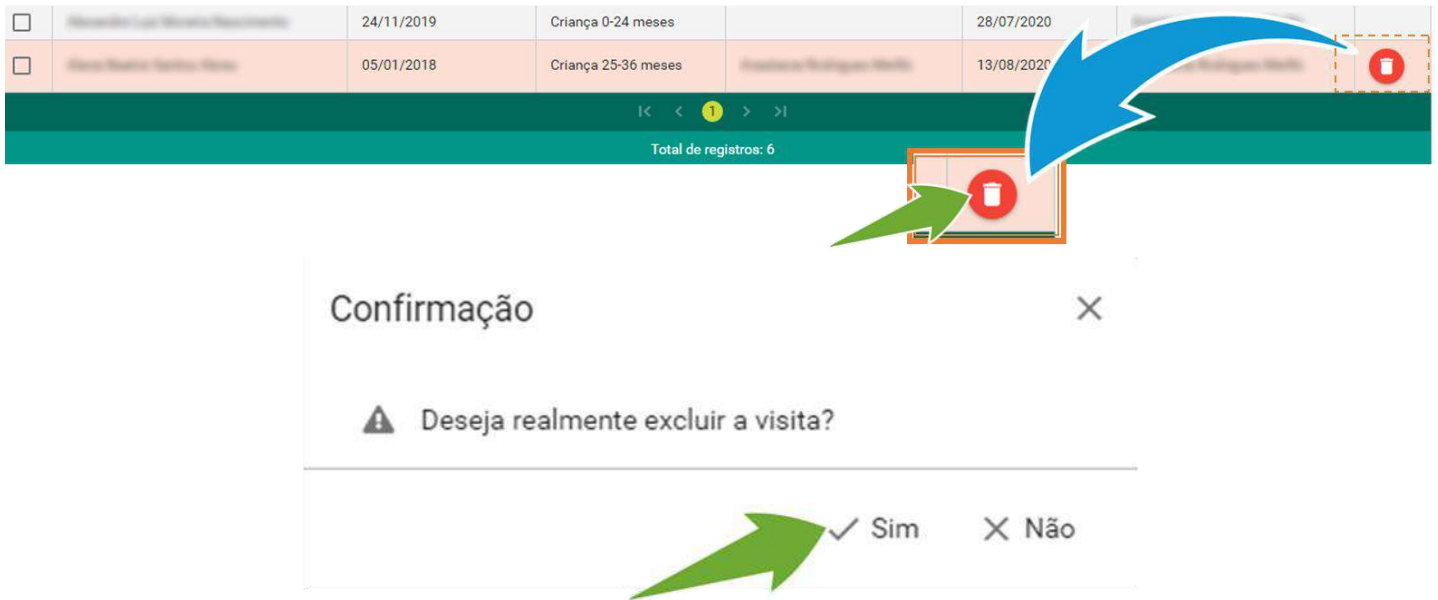 24/11/2019 Criança 0-24 meses 28/07/2020
05/01/2018 Criança 25-36 meses 13/08/2020
1
Total de registros: 6
Confirmação
Deseja realmente excluir a visita?
Sim Não